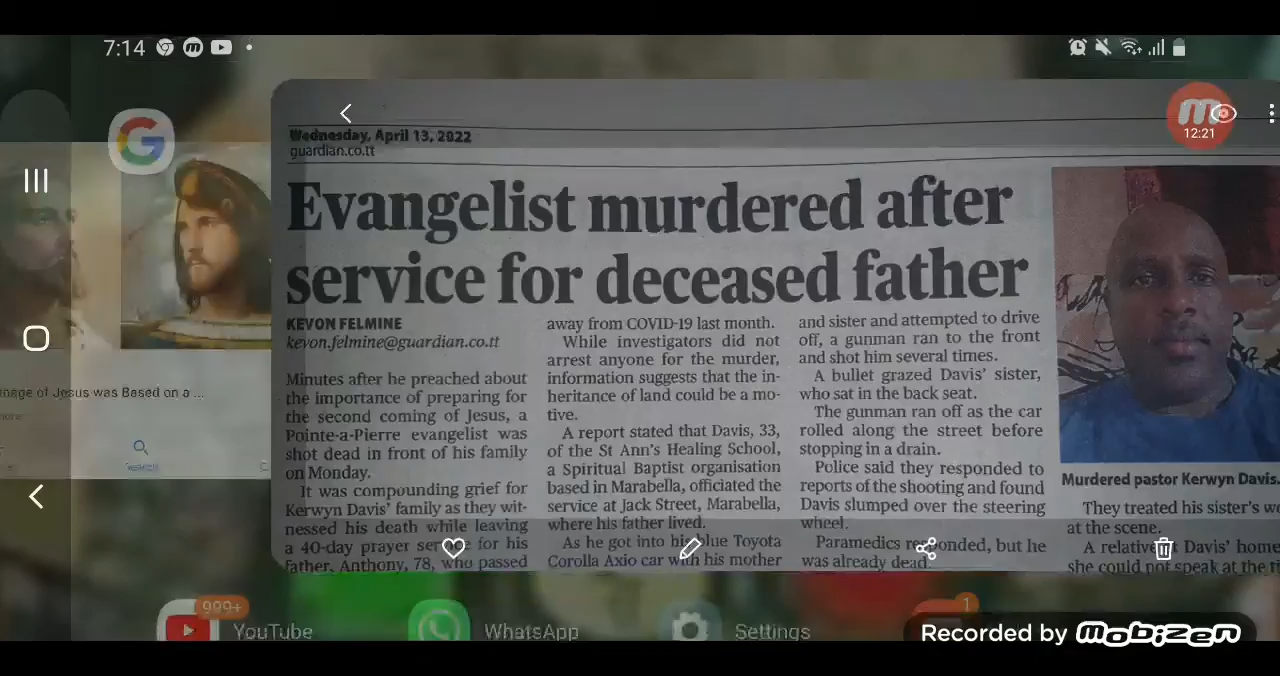 7:14
12:21
Wednesday, April 13, 2022
guardian.co.tt
Evangelist murdered after
service for deceased father
KEVON FELMINE
kevon.felmine@guardian.co.tt
Minutes after he preached about
the importance of preparing for
the second coming of Jesus, a
Pointe-a-Pierre evangelist was
shot dead in front of his family
on Monday.
It was compounding grief for
Kerwyn Davis’ family as they wit-
nessed his death while leaving
a 40-day prayer service for his
father, Anthony, 78, who passed
away from COVID-19 last month.
While investigators did not
arrest anyone for the murder,
information suggests that the in-
heritance of land could be a mo-
tive.
A report stated that Davis, 33,
of the St Ann's Healing School,
a Spiritual Baptist organisation
based in Marabella, officiated the
service at Jack Street, Marabella,
where his father lived.
As he got into his blue Toyota
Corolla Axio car with his mother
and sister and attempted to drive
off, a gunman ran to the front
and shot him several times.
A bullet grazed Davis' sister,
who sat in the back seat.
The gunman ran off as the car
rolled along the street before
stopping in a drain.
Police said they responded to
reports of the shooting and found
Davis slumped over the steering
wheel.
Paramedics responded, but he
was already dead.
Murdered pastor Kerwyn Davis.
They treated his sister's
at the scene.
A relative at Davis' home
she could not speak at the
mage of Jesus was Based on a ...
Search
999+
YouTube
WhatsApp
Settings
1
Recorded by mobizen